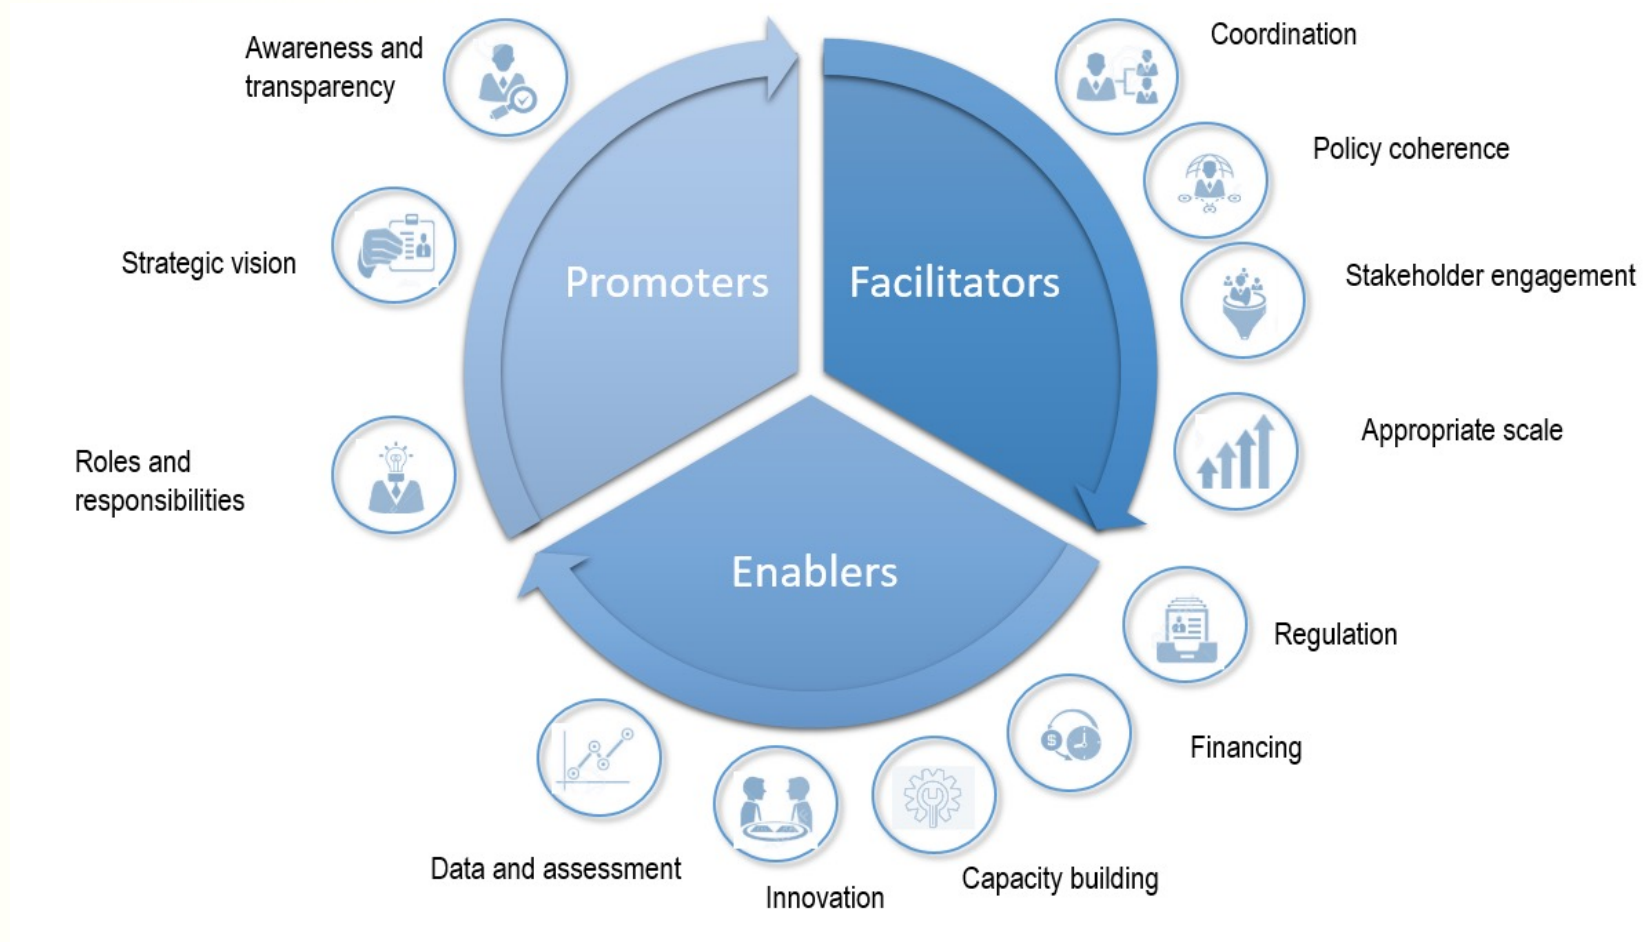 Awareness and
transparency
Strategic vision
Roles and
responsibilities
Promoters
Facilitators
Enablers
Coordination
Policy coherence
Stakeholder engagement
Appropriate scale
Regulation
Financing
Capacity building
Innovation
Data and assessment